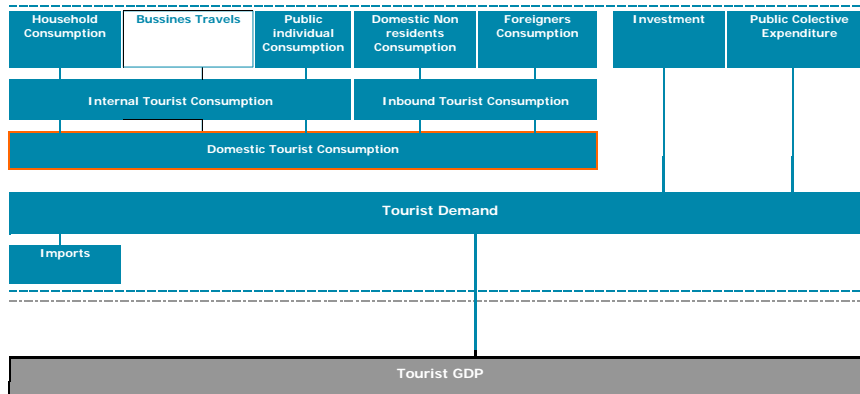 Household
Consumption
Bussines Travels
Public
individual
Consumption
Domestic Non
residents
Consumption
Foreigners
Consumption
Investment
Public Colective
Expenditure
Internal Tourist Consumption
Inbound Tourist Consumption
Domestic Tourist Consumption
Tourist Demand
Imports
Tourist GDP